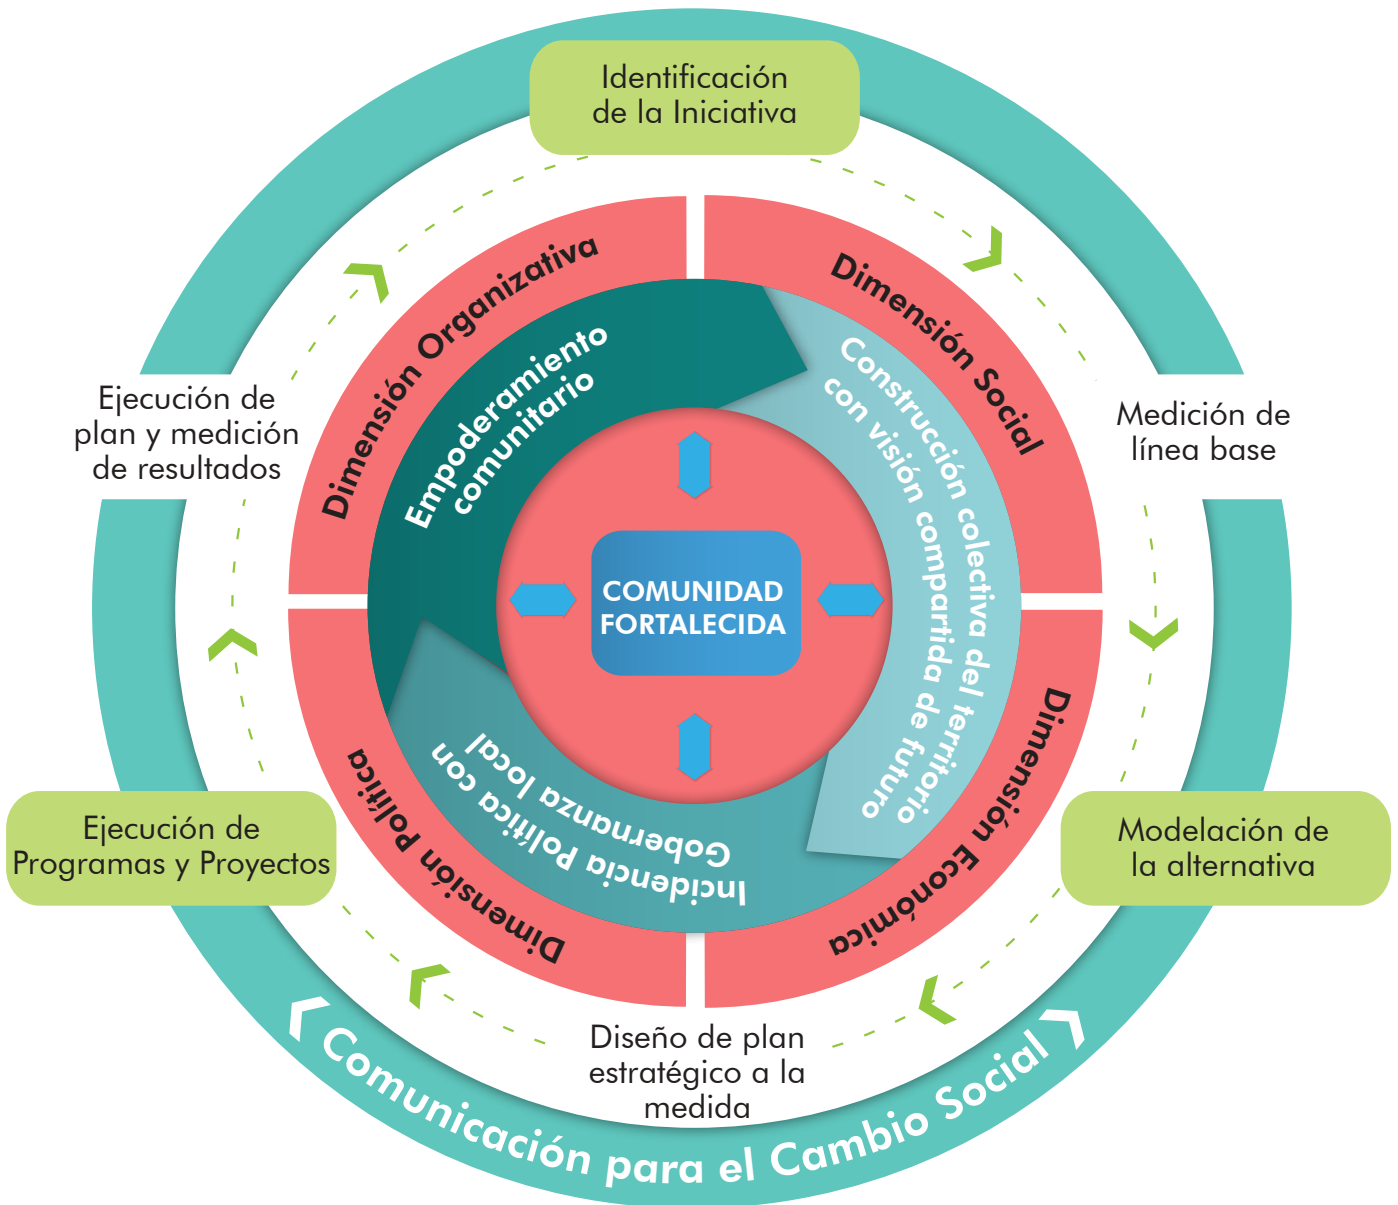 Identificación
de la Iniciativa
Medición de
línea base
Modelación de
la alternativa
Diseño de plan
estratégico a la
medida
Ejecución de
Programas y Proyectos
Ejecución de
plan y medición
de resultados
Dimensión Organizativa
Dimensión Social
Dimensión Económica
Dimensión Política
Empoderamiento
comunitario
Construcción colectiva del territorio
con visión compartida de futuro
Incidencia Política con
Gobernanza local
COMUNIDAD
FORTALECIDA
Comunicación para el Cambio Social